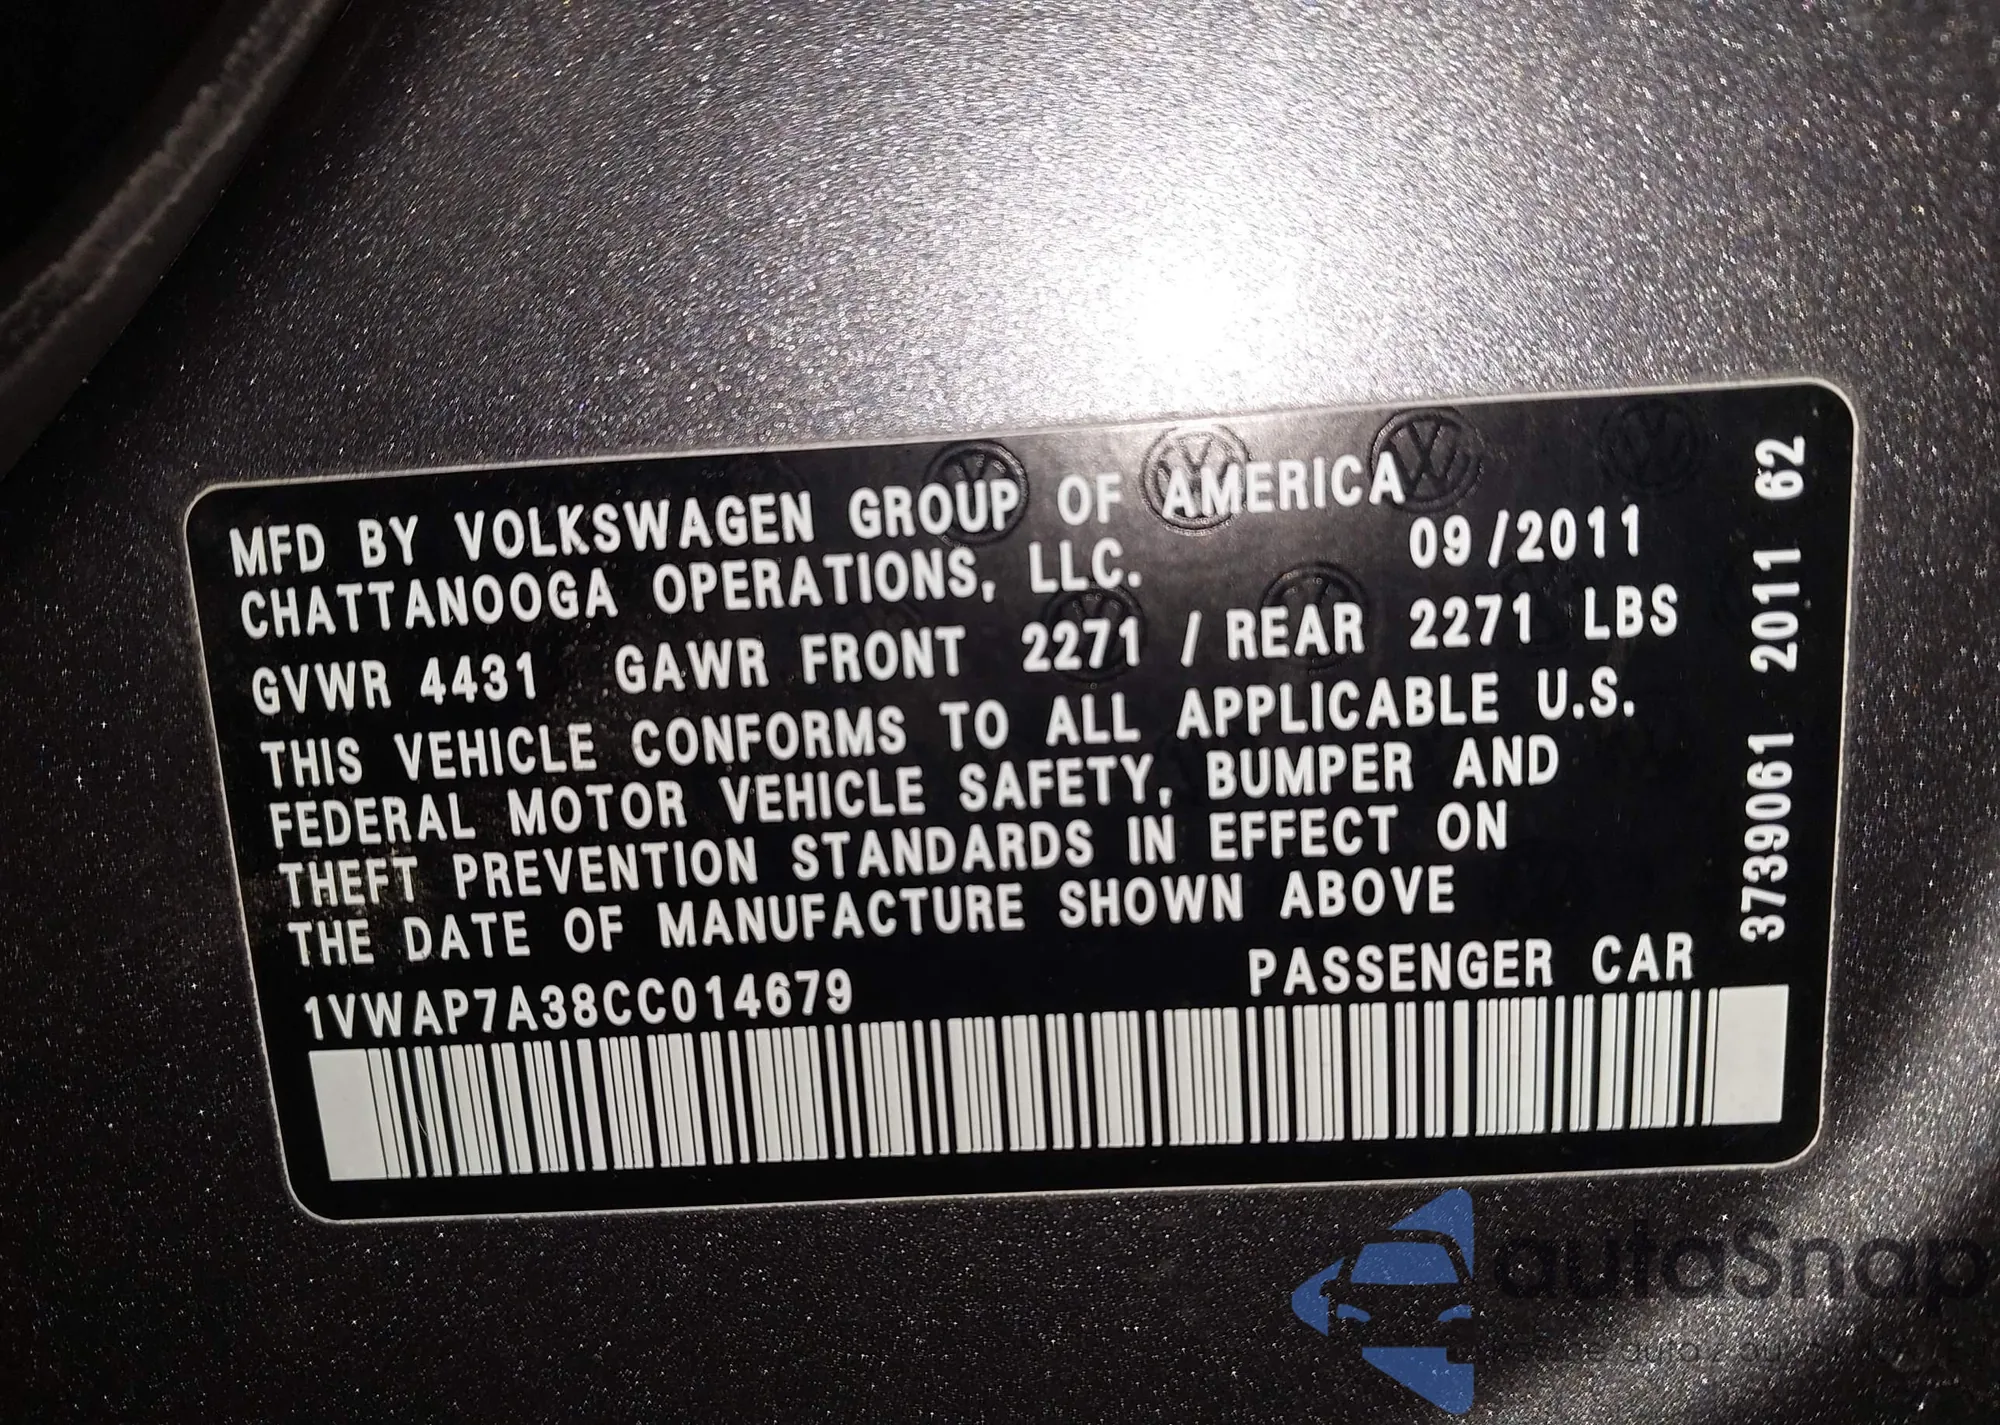 MFD BY VOLKSWAGEN GROUP OF AMERICA
CHATTANOOGA OPERATIONS, LLC. 09/2011
GVWR 4431 GAWR FRONT 2271 / REAR 2271 LBS
THIS VEHICLE CONFORMS TO ALL APPLICABLE U.S.
FEDERAL MOTOR VEHICLE SAFETY, BUMPER AND
THEFT PREVENTION STANDARDS IN EFFECT ON
THE DATE OF MANUFACTURE SHOWN ABOVE
1VWAP7A38CC014679 PASSENGER CAR
3739061 2011 62
autaSnap